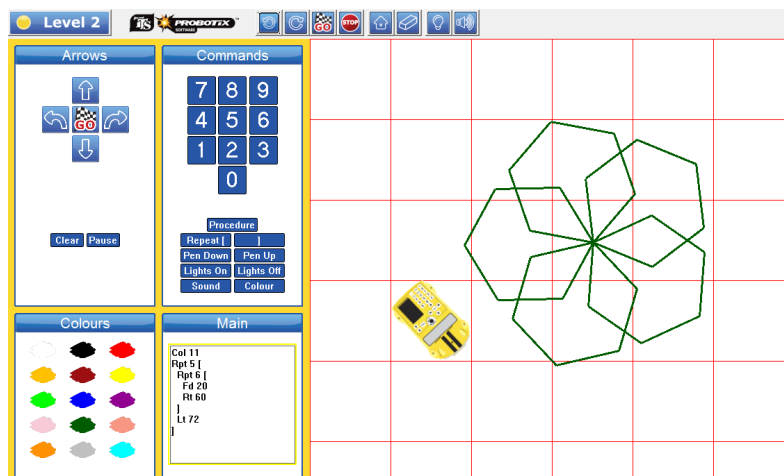 Level 2
its PROBOTIX
SOFTWARE
GO
STOP
Arrows
GO
Clear Pause
Commands
7 8 9
4 5 6
1 2 3
0
Procedure
Repeat [ ]
Pen Down Pen Up
Lights On Lights Off
Sound Colour
Colours
Main
Col 11
Rpt 5 [
Rpt 6 [
Fd 20
Rt 60
]
Lt 72
]